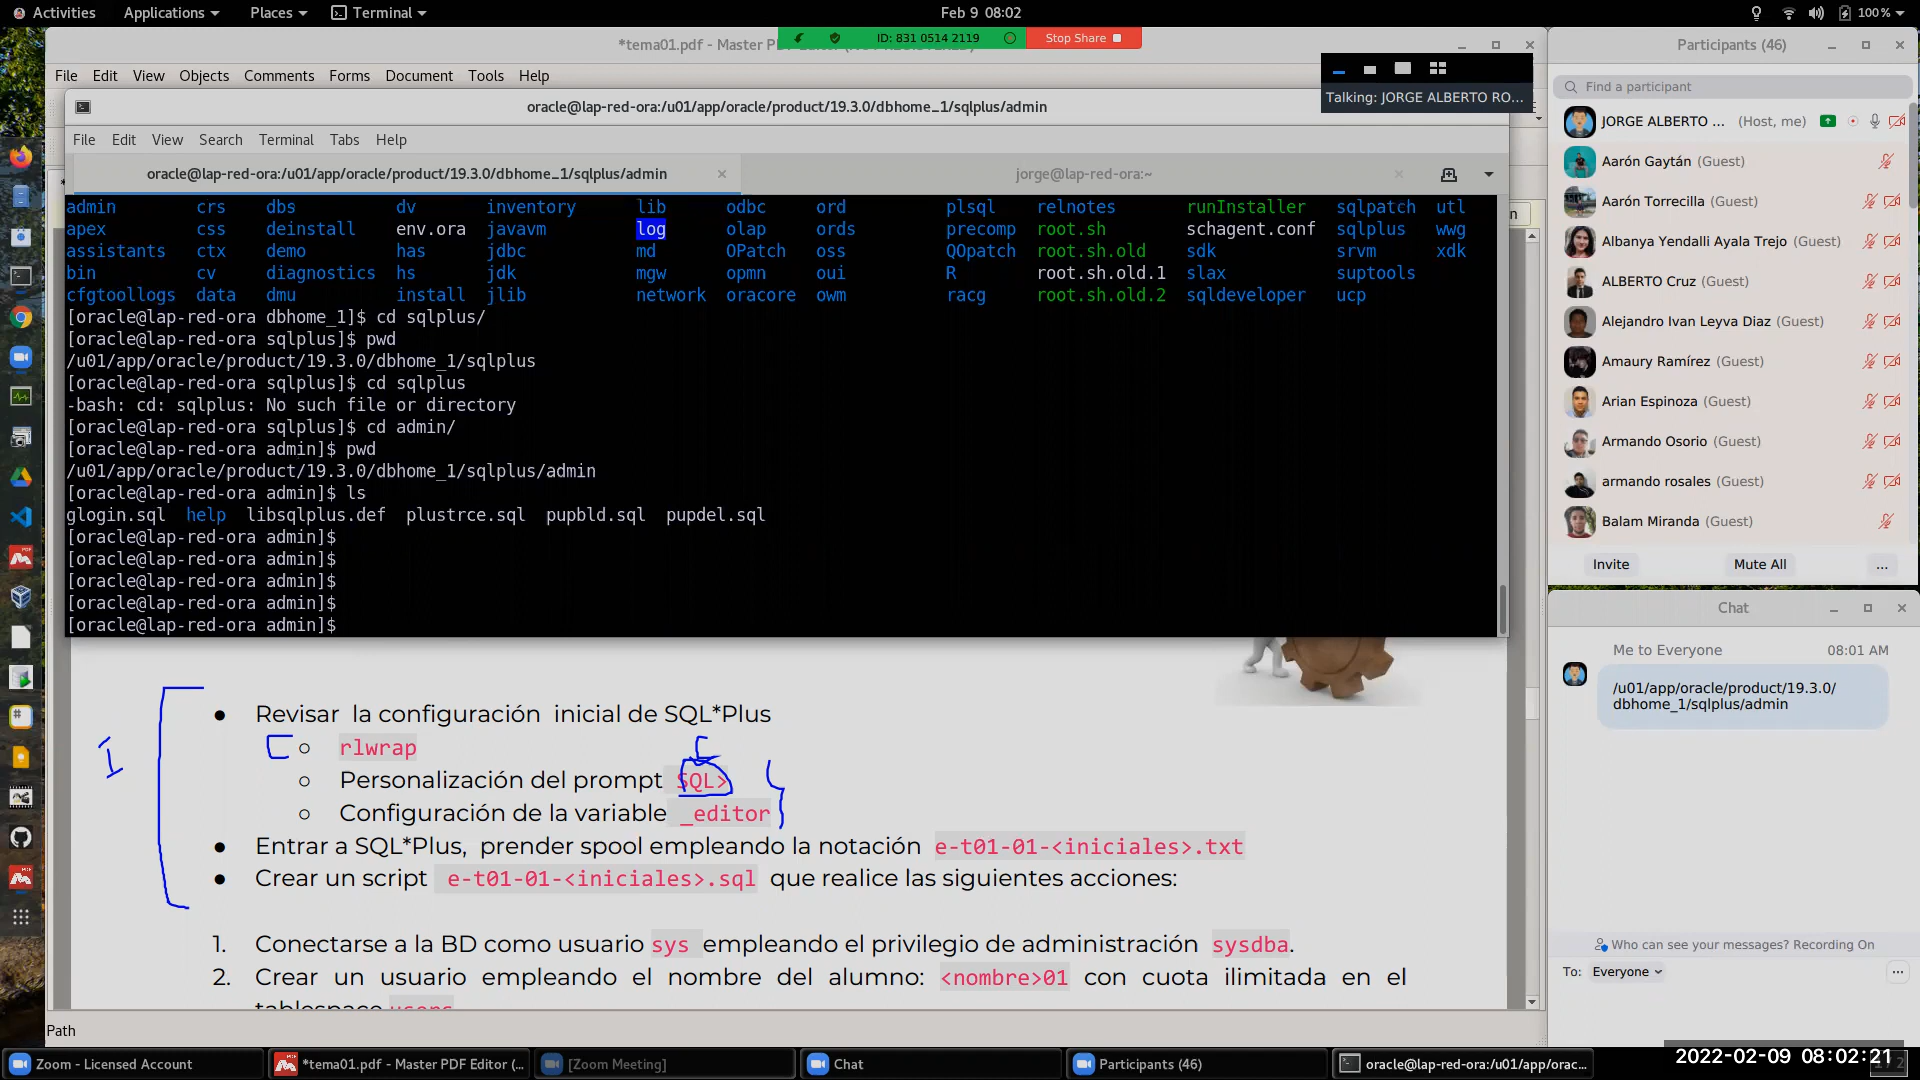 Activities Applications Places Terminal Feb 9 08:02 100%
*tema01.pdf - Master PDF Editor
ID: 831 0514 2119 Stop Share
File Edit View Objects Comments Forms Document Tools Help
Talking: JORGE ALBERTO RO...
oracle@lap-red-ora:/u01/app/oracle/product/19.3.0/dbhome_1/sqlplus/admin
File Edit View Search Terminal Tabs Help
oracle@lap-red-ora:/u01/app/oracle/product/19.3.0/dbhome_1/sqlplus/admin jorge@lap-red-ora:~
admin crs dbs dv inventory lib odbc ord plsql relnotes runInstaller sqlpatch utl
apex css deinstall env.ora javavm log olap ords precomp root.sh schagent.conf sqlplus wwg
assistants ctx demo has jdbc md OPatch oss QOpatch root.sh.old sdk srvm xdk
bin cv diagnostics hs jdk mgw opmn oui R root.sh.old.1 slax suptools
cfgtoollogs data dmu install jlib network oracore owm racg root.sh.old.2 sqldeveloper ucp
[oracle@lap-red-ora dbhome_1]$ cd sqlplus/
[oracle@lap-red-ora sqlplus]$ pwd
/u01/app/oracle/product/19.3.0/dbhome_1/sqlplus
[oracle@lap-red-ora sqlplus]$ cd sqlplus
-bash: cd: sqlplus: No such file or directory
[oracle@lap-red-ora sqlplus]$ cd admin/
[oracle@lap-red-ora admin]$ pwd
/u01/app/oracle/product/19.3.0/dbhome_1/sqlplus/admin
[oracle@lap-red-ora admin]$ ls
glogin.sql help libsqlplus.def plustrce.sql pupbld.sql pupdel.sql
[oracle@lap-red-ora admin]$
[oracle@lap-red-ora admin]$
[oracle@lap-red-ora admin]$
[oracle@lap-red-ora admin]$
[oracle@lap-red-ora admin]$
I
● Revisar la configuración inicial de SQL*Plus
○ rlwrap
○ Personalización del prompt SQL>
○ Configuración de la variable _editor
● Entrar a SQL*Plus, prender spool empleando la notación e-t01-01-<iniciales>.txt
● Crear un script e-t01-01-<iniciales>.sql que realice las siguientes acciones:
1. Conectarse a la BD como usuario sys empleando el privilegio de administración sysdba.
2. Crear un usuario empleando el nombre del alumno: <nombre>01 con cuota ilimitada en el
tablespace users
Path
Participants (46)
Find a participant
JORGE ALBERTO ... (Host, me)
Aarón Gaytán (Guest)
Aarón Torrecilla (Guest)
Albanya Yendalli Ayala Trejo (Guest)
ALBERTO Cruz (Guest)
Alejandro Ivan Leyva Diaz (Guest)
Amaury Ramírez (Guest)
Arian Espinoza (Guest)
Armando Osorio (Guest)
armando rosales (Guest)
Balam Miranda (Guest)
Invite Mute All ...
Chat
Me to Everyone 08:01 AM
/u01/app/oracle/product/19.3.0/
dbhome_1/sqlplus/admin
Who can see your messages? Recording On
To: Everyone
Zoom - Licensed Account *tema01.pdf - Master PDF Editor (... [Zoom Meeting] Chat Participants (46) oracle@lap-red-ora:/u01/app/orac...
2022-02-09 08:02:21